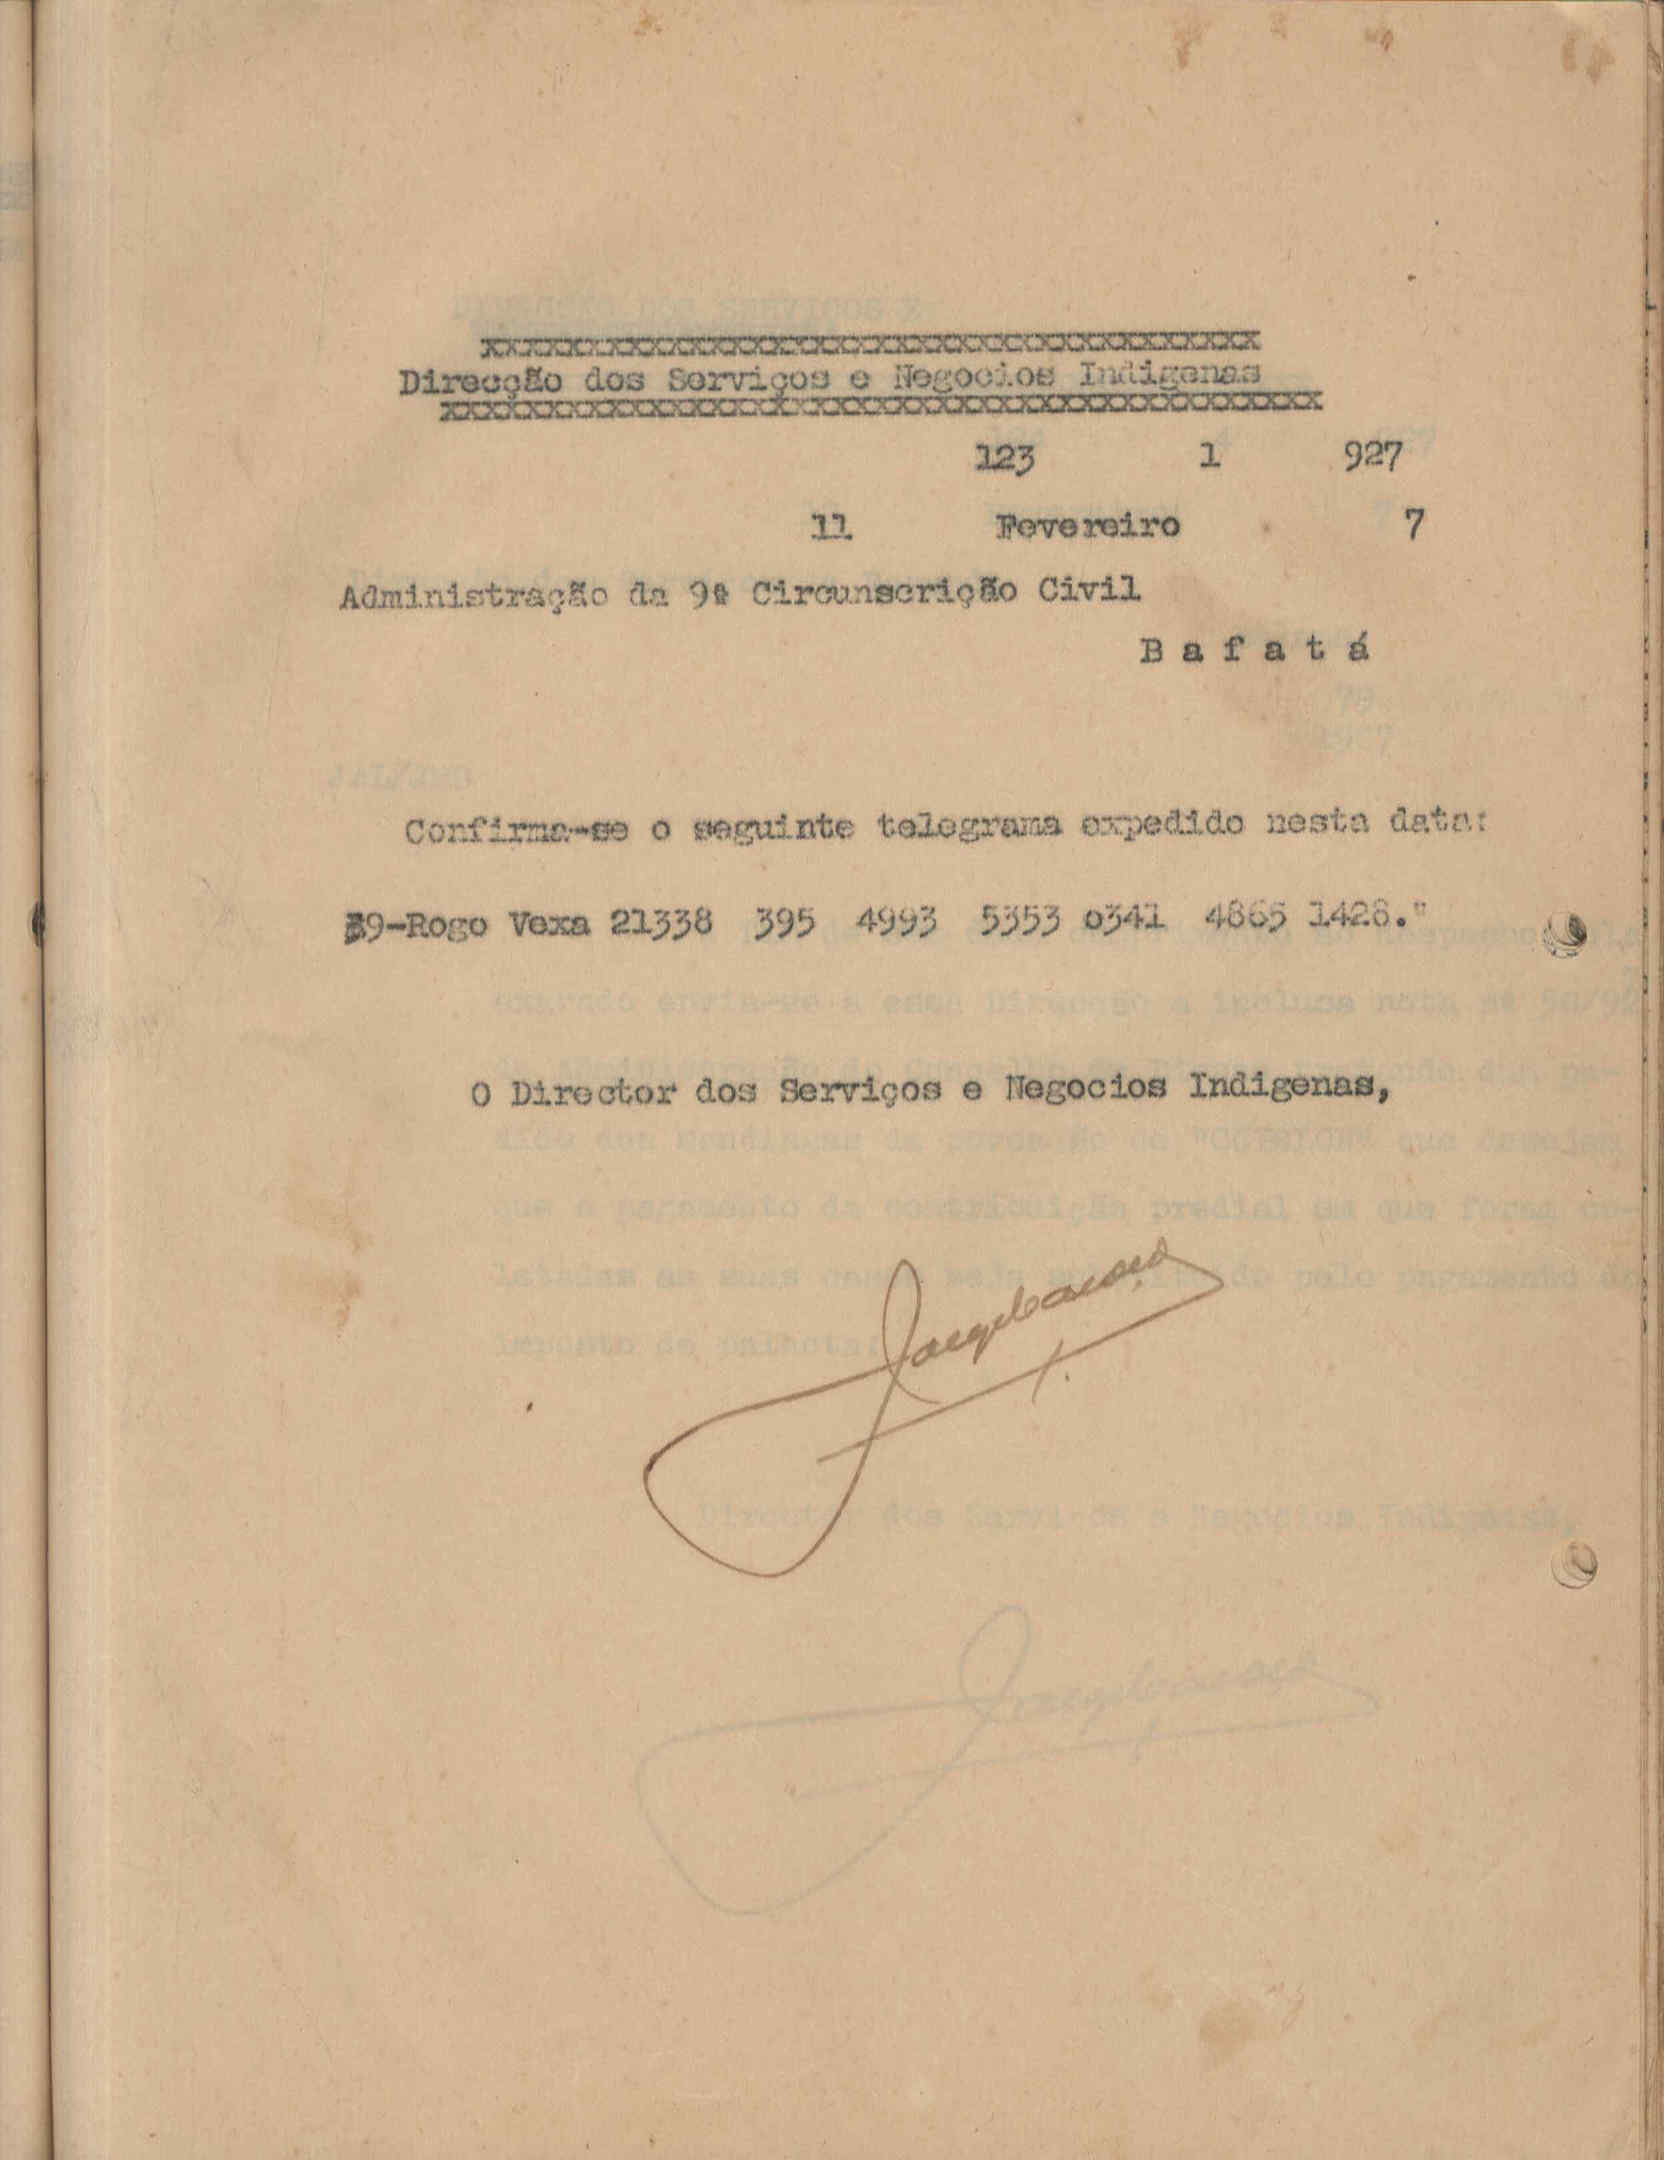 xxxxxxxxxxxxxxxxxxxxxxxxxxxxxxxxxxxxxxxx
Direcção dos Serviços e Negocios Indigenas
xxxxxxxxxxxxxxxxxxxxxxxxxxxxxxxxxxxxxxxxxxxx
123 1 927
11 Fevereiro 7
Administração da 9ª Circunscrição Civil
B a f a t á
Confirma-se o seguinte telegrama expedido nesta data:
39-Rogo Vexa 21338 395 4993 5353 0341 4865 1428."
O Director dos Serviços e Negocios Indigenas,